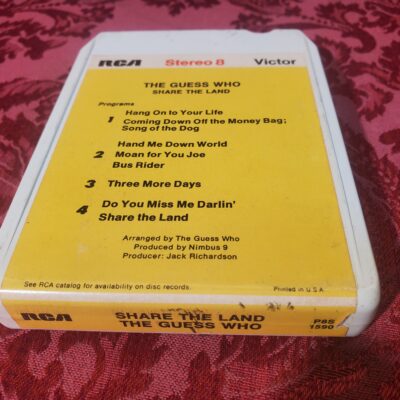 RCA Stereo 8 Victor
THE GUESS WHO
SHARE THE LAND
Programs
1 Hang On to Your Life
Coming Down Off the Money Bag;
Song of the Dog
Hand Me Down World
2 Moan for You Joe
Bus Rider
3 Three More Days
4 Do You Miss Me Darlin'
Share the Land
Arranged by The Guess Who
Produced by Nimbus 9
Producer: Jack Richardson
See RCA catalog for availability on disc records.
Printed in U.S.A.
RCA SHARE THE LAND P8S
THE GUESS WHO 1590